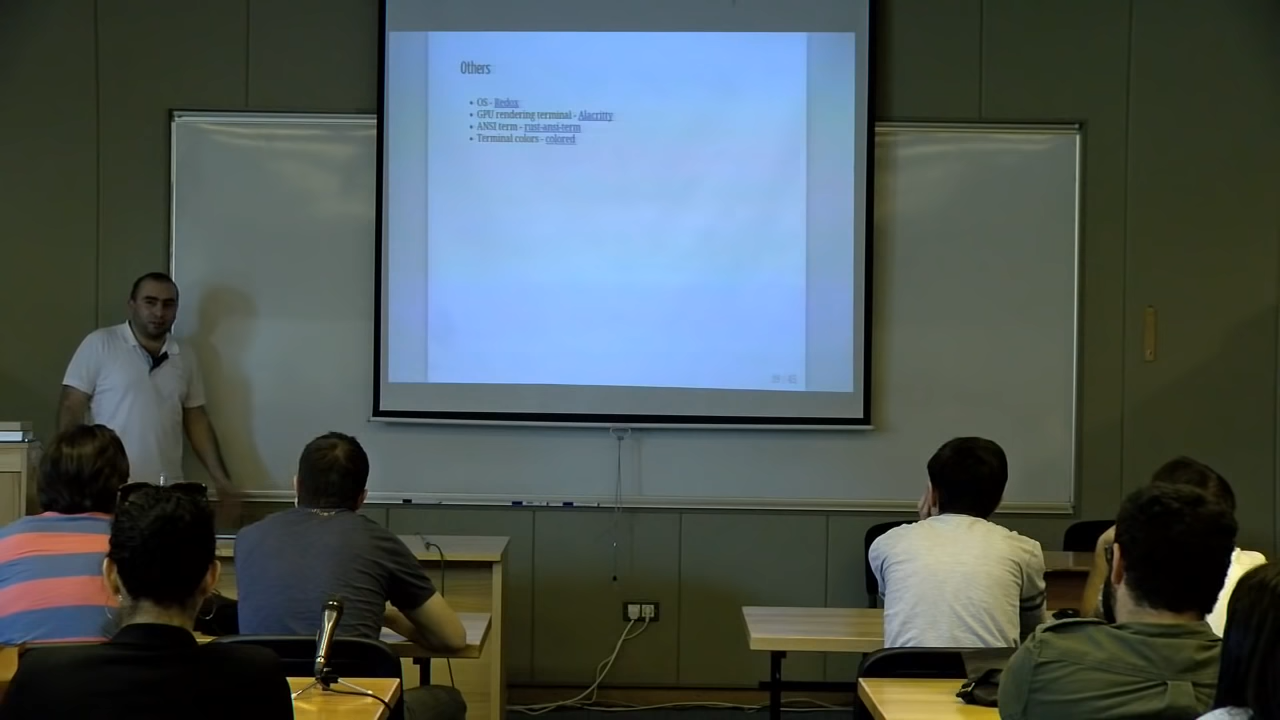 Others
• OS - Redox
• GPU rendering terminal - Alacritty
• ANSI term - rust-ansi-term
• Terminal colors - colored